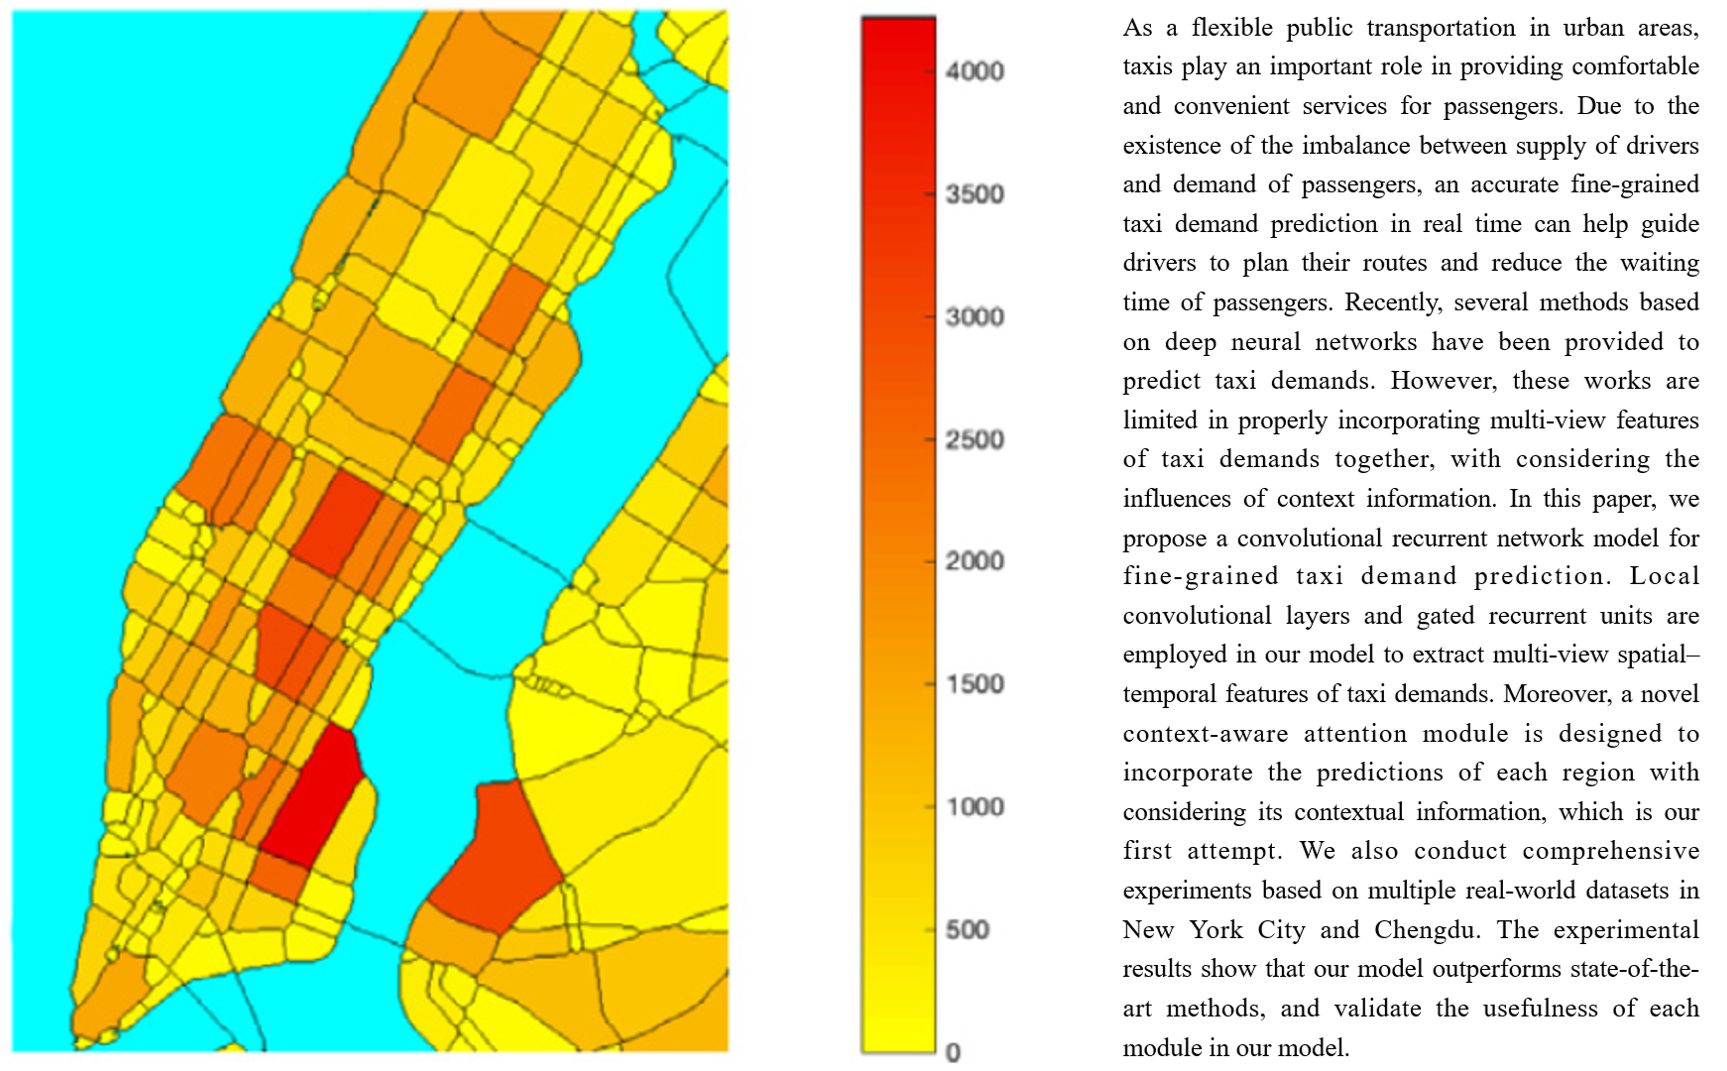 4000
3500
3000
2500
2000
1500
1000
500
0
As a flexible public transportation in urban areas,
taxis play an important role in providing comfortable
and convenient services for passengers. Due to the
existence of the imbalance between supply of drivers
and demand of passengers, an accurate fine-grained
taxi demand prediction in real time can help guide
drivers to plan their routes and reduce the waiting
time of passengers. Recently, several methods based
on deep neural networks have been provided to
predict taxi demands. However, these works are
limited in properly incorporating multi-view features
of taxi demands together, with considering the
influences of context information. In this paper, we
propose a convolutional recurrent network model for
fine-grained taxi demand prediction. Local
convolutional layers and gated recurrent units are
employed in our model to extract multi-view spatial–
temporal features of taxi demands. Moreover, a novel
context-aware attention module is designed to
incorporate the predictions of each region with
considering its contextual information, which is our
first attempt. We also conduct comprehensive
experiments based on multiple real-world datasets in
New York City and Chengdu. The experimental
results show that our model outperforms state-of-the-
art methods, and validate the usefulness of each
module in our model.